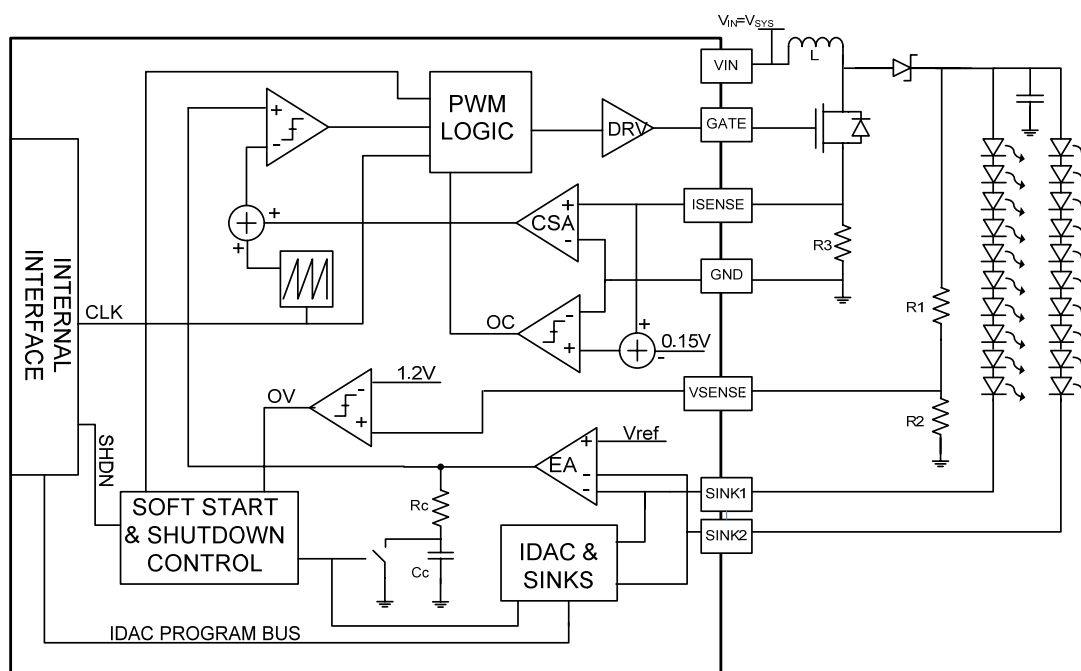 VIN=VSYS
VIN
L
PWM
LOGIC
DRV
GATE
+
-
ISENSE
+
CSA
-
+
+
R3
GND
INTERNAL
INTERFACE
CLK
OC
-
+
+
-
0.15V
R1
1.2V
-
+
OV
VSENSE
R2
SHDN
Vref
+
EA
-
-
SINK1
SINK2
SOFT START
& SHUTDOWN
CONTROL
Rc
Cc
IDAC &
SINKS
IDAC PROGRAM BUS